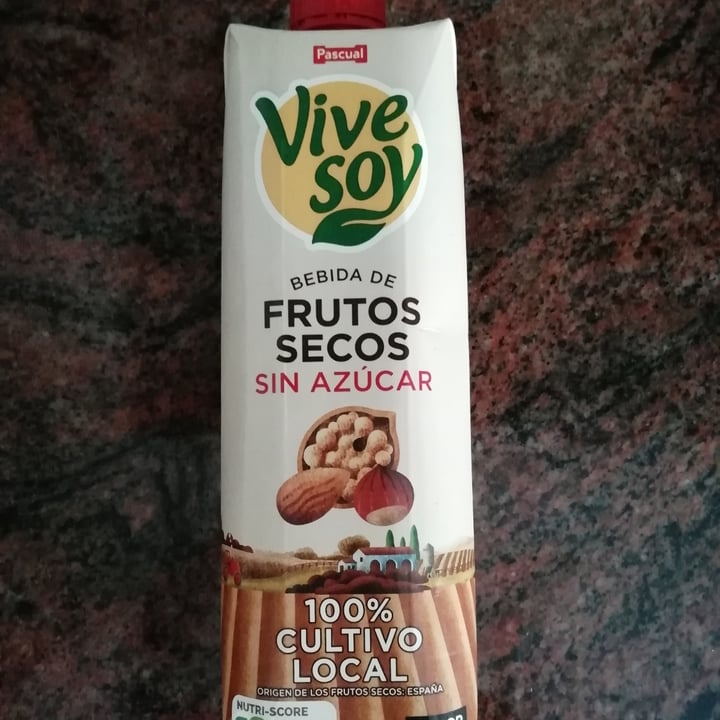 Pascual
Vive
soy
BEBIDA DE
FRUTOS
SECOS
SIN AZÚCAR
100%
CULTIVO
LOCAL
ORIGEN DE LOS FRUTOS SECOS: ESPAÑA
NUTRI-SCORE